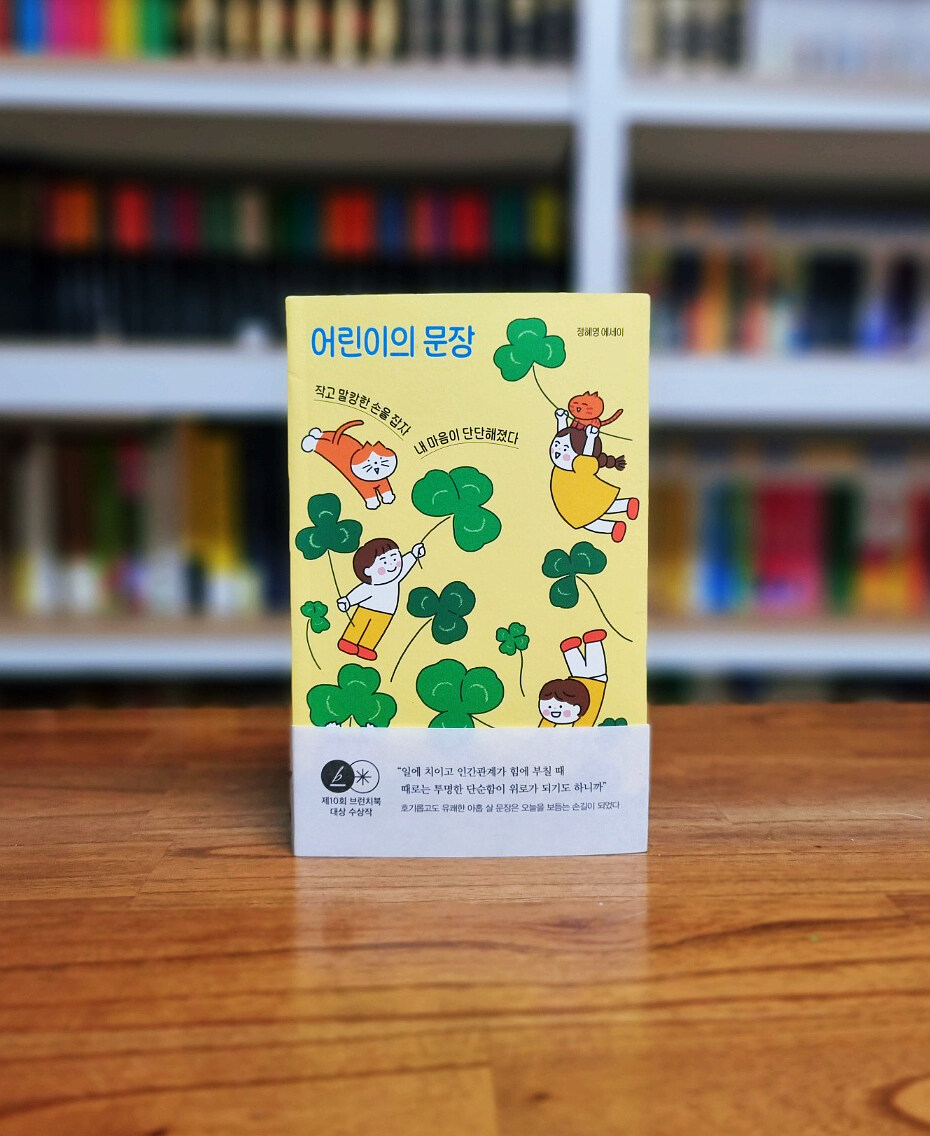 어린이의 문장
정혜영 에세이
작고 말캉한 손을 잡자
내 마음이 단단해졌다
b
제10회 브런치북
대상 수상작
“일에 치이고 인간관계가 힘에 부칠 때
때로는 투명한 단순함이 위로가 되기도 하니까”
호기롭고도 유쾌한 아홉 살 문장은 오늘을 보듬는 손길이 되었다